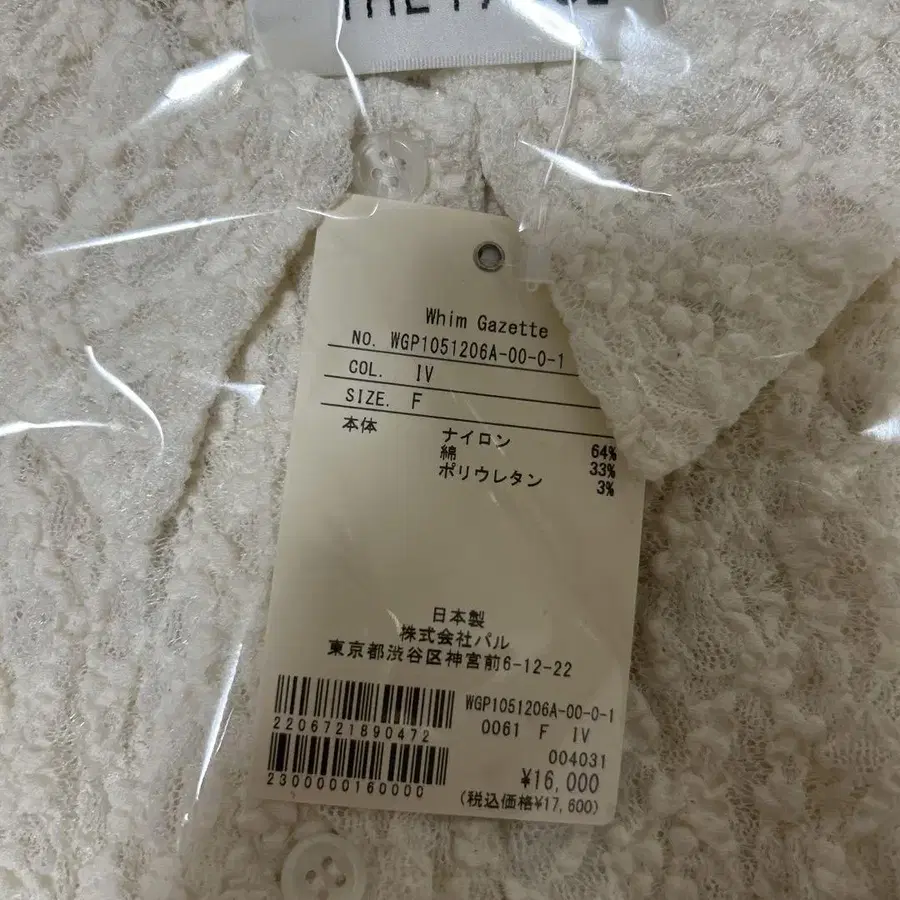 Whim Gazette
NO. WGP1051206A-00-0-1
COL. IV
SIZE. F
本体 ナイロン 64%
綿 33%
ポリウレタン 3%
日本製
株式会社パル
東京都渋谷区神宮前6-12-22
WGP1051206A-00-0-1
2206721890472
0061 F IV
004031
2300000160000
¥16,000
(税込価格¥17,600)